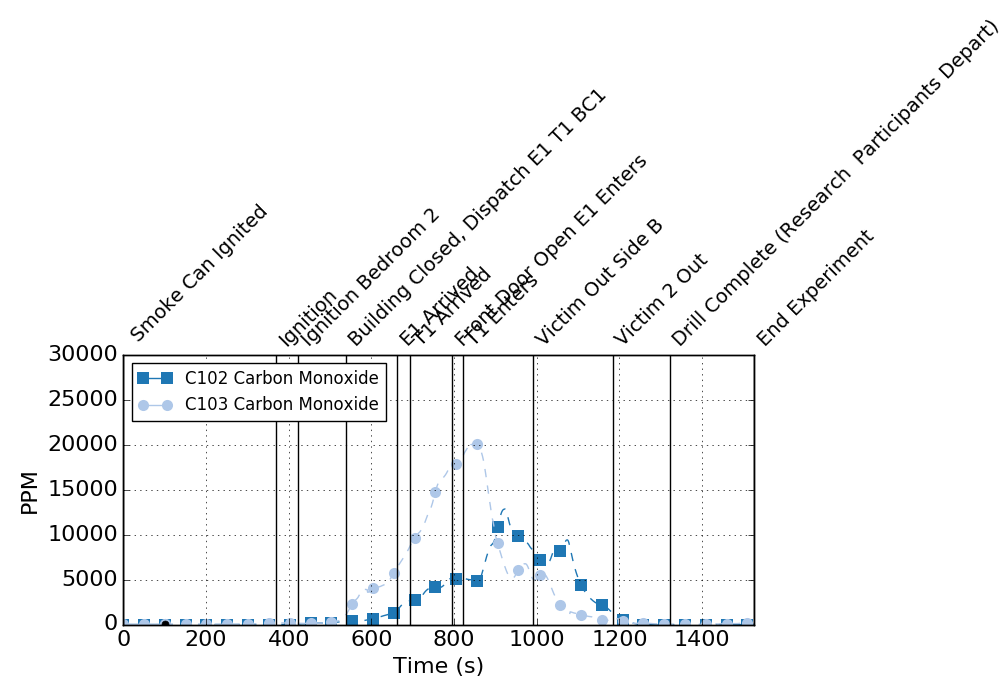 Smoke Can Ignited
Ignition
Ignition Bedroom 2
Building Closed, Dispatch E1 T1 BC1
E1 Arrived
T1 Arrived
Front Door Open E1 Enters
T1 Enters
Victim Out Side B
Victim 2 Out
Drill Complete (Research  Participants Depart)
End Experiment
30000
25000
20000
15000
10000
5000
0
PPM
C102 Carbon Monoxide
C103 Carbon Monoxide
0 200 400 600 800 1000 1200 1400
Time (s)